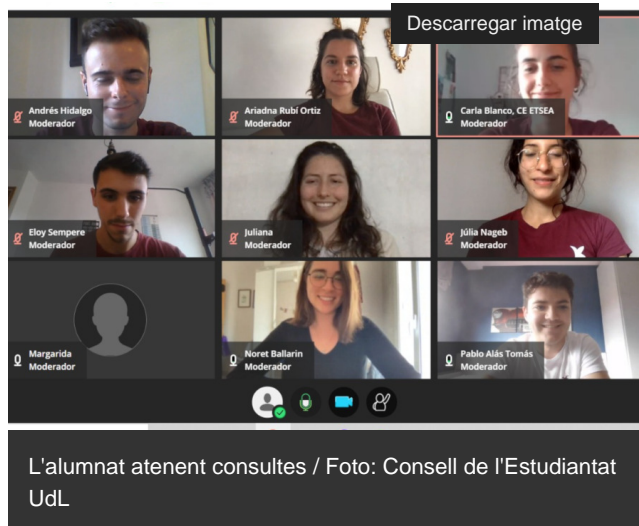 Descarregar imatge
Andrés Hidalgo
Moderador
Ariadna Rubí Ortiz
Moderador
Carla Blanco, CE ETSEA
Moderador
Eloy Sempere
Moderador
Juliana
Moderador
Júlia Nageb
Moderador
Margarida
Moderador
Noret Ballarin
Moderador
Pablo Alás Tomás
Moderador
L'alumnat atenent consultes / Foto: Consell de l'Estudiantat
UdL